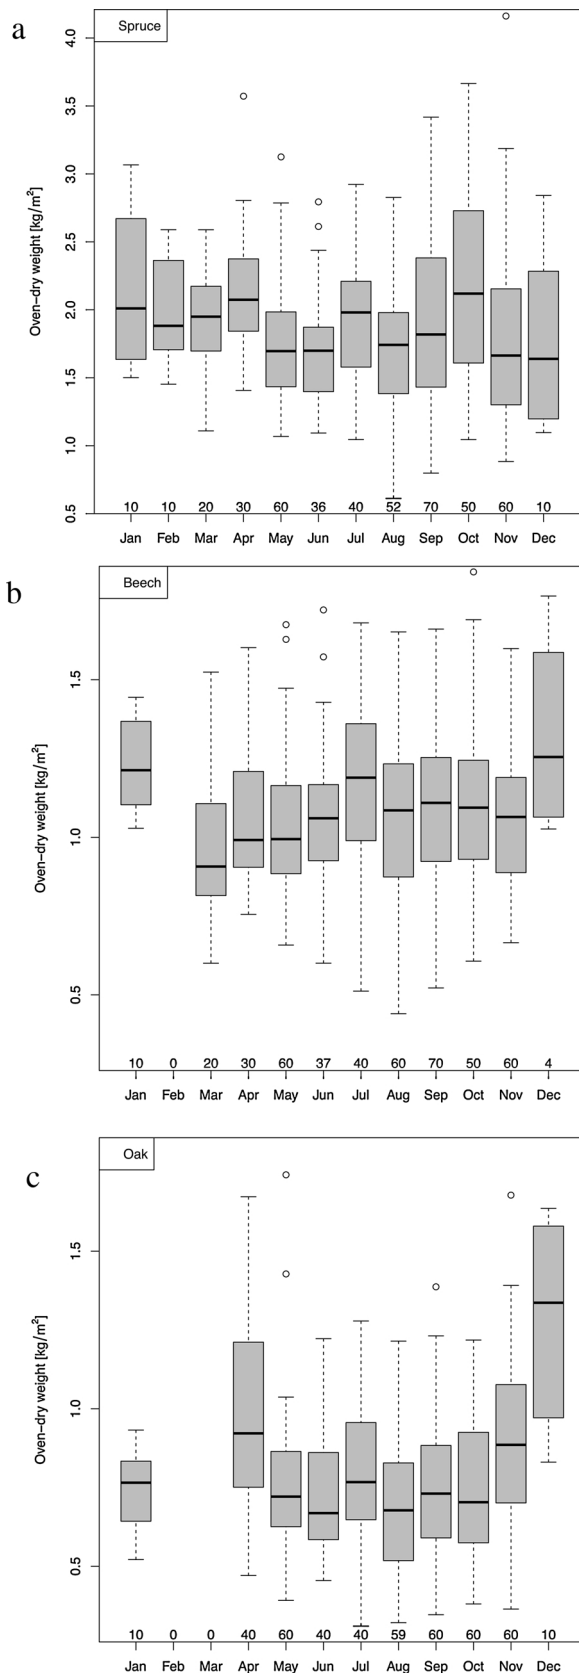 a
Spruce
Oven-dry weight [kg/m²]
4.0
3.5
3.0
2.5
2.0
1.5
1.0
0.5
10 10 20 30 60 36 40 52 70 50 60 10
Jan Feb Mar Apr May Jun Jul Aug Sep Oct Nov Dec
b
Beech
Oven-dry weight [kg/m²]
1.5
1.0
0.5
10 0 20 30 60 37 40 60 70 50 60 4
Jan Feb Mar Apr May Jun Jul Aug Sep Oct Nov Dec
c
Oak
Oven-dry weight [kg/m²]
1.5
1.0
0.5
10 0 0 40 60 40 40 59 60 60 60 10
Jan Feb Mar Apr May Jun Jul Aug Sep Oct Nov Dec